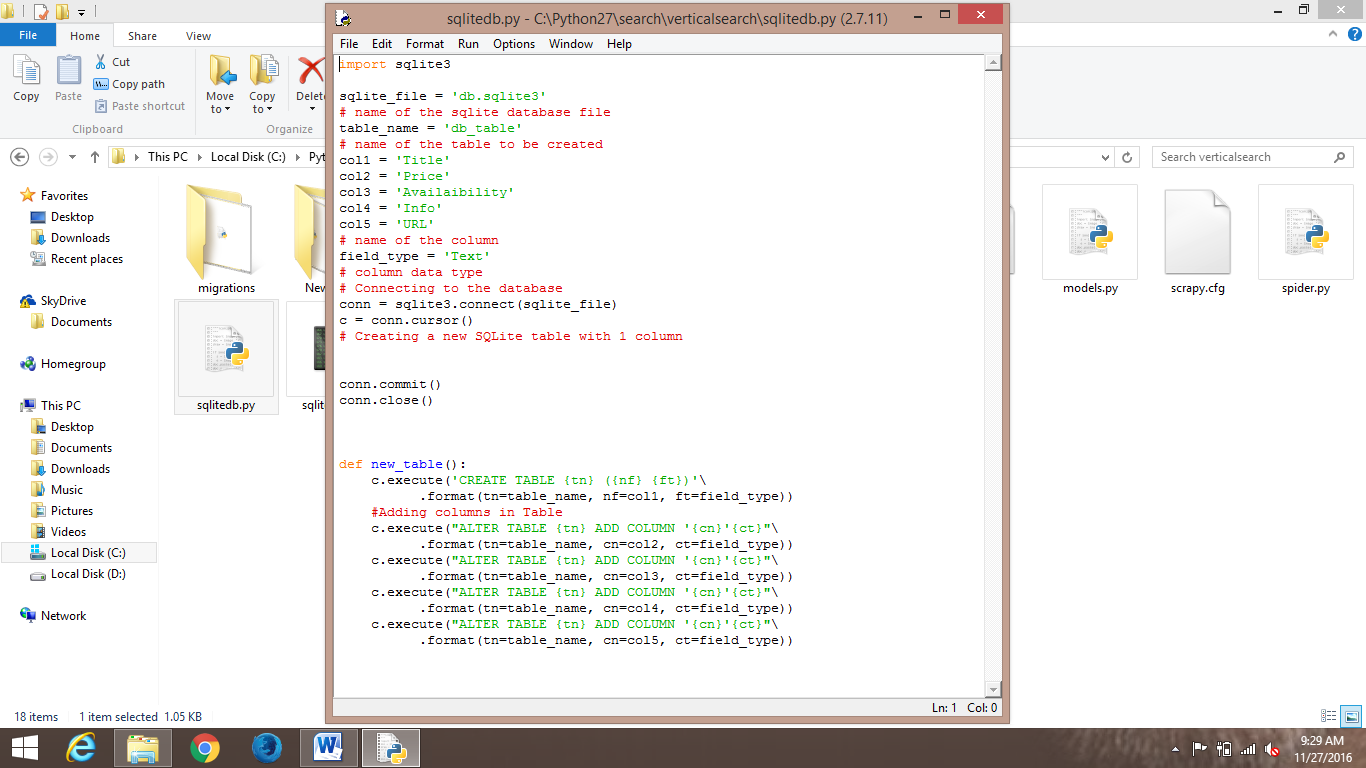 sqlitedb.py - C:\Python27\search\verticalsearch\sqlitedb.py (2.7.11)
File Edit Format Run Options Window Help
File Home Share View
Copy
Paste
Cut
Copy path
Paste shortcut
Clipboard
Move to
Copy to
Delete
Organize
This PC Local Disk (C:)
Search verticalsearch
Favorites
Desktop
Downloads
Recent places
SkyDrive
Documents
Homegroup
This PC
Desktop
Documents
Downloads
Music
Pictures
Videos
Local Disk (C:)
Local Disk (D:)
Network
migrations
sqlitedb.py
models.py
scrapy.cfg
spider.py
import sqlite3
sqlite_file = 'db.sqlite3'
# name of the sqlite database file
table_name = 'db_table'
# name of the table to be created
col1 = 'Title'
col2 = 'Price'
col3 = 'Availaibility'
col4 = 'Info'
col5 = 'URL'
# name of the column
field_type = 'Text'
# column data type
# Connecting to the database
conn = sqlite3.connect(sqlite_file)
c = conn.cursor()
# Creating a new SQLite table with 1 column
conn.commit()
conn.close()
def new_table():
    c.execute('CREATE TABLE {tn} ({nf} {ft})'\
          .format(tn=table_name, nf=col1, ft=field_type))
    #Adding columns in Table
    c.execute("ALTER TABLE {tn} ADD COLUMN '{cn}'{ct}"\
          .format(tn=table_name, cn=col2, ct=field_type))
    c.execute("ALTER TABLE {tn} ADD COLUMN '{cn}'{ct}"\
          .format(tn=table_name, cn=col3, ct=field_type))
    c.execute("ALTER TABLE {tn} ADD COLUMN '{cn}'{ct}"\
          .format(tn=table_name, cn=col4, ct=field_type))
    c.execute("ALTER TABLE {tn} ADD COLUMN '{cn}'{ct}"\
          .format(tn=table_name, cn=col5, ct=field_type))
Ln: 1 Col: 0
18 items 1 item selected 1.05 KB
9:29 AM
11/27/2016